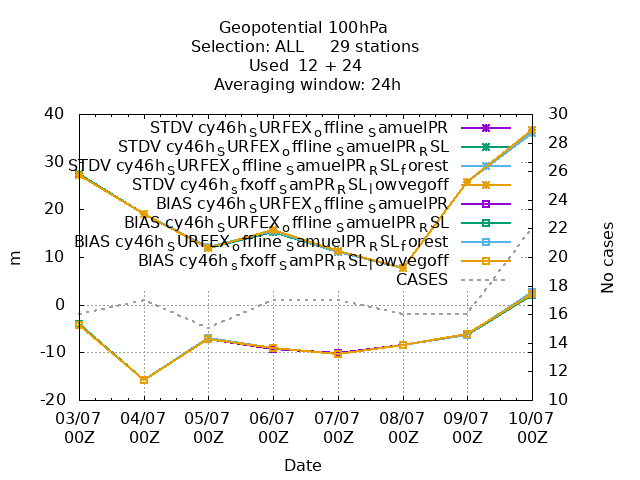 Geopotential 100hPa
Selection: ALL 29 stations
Used 12 + 24
Averaging window: 24h
40
30
20
10
0
-10
-20
m
30
28
26
24
22
20
18
16
14
12
10
No cases
STDV cy46h_SURFEX_offline_SamuelPR
STDV cy46h_SURFEX_offline_SamuelPR_RSL
STDV cy46h_SURFEX_offline_SamuelPR_RSL_forest
STDV cy46h_sfxoff_SamPR_RSL_lowvegoff
BIAS cy46h_SURFEX_offline_SamuelPR
BIAS cy46h_SURFEX_offline_SamuelPR_RSL
BIAS cy46h_SURFEX_offline_SamuelPR_RSL_forest
BIAS cy46h_sfxoff_SamPR_RSL_lowvegoff
CASES
03/07 04/07 05/07 06/07 07/07 08/07 09/07 10/07
00Z 00Z 00Z 00Z 00Z 00Z 00Z 00Z
Date